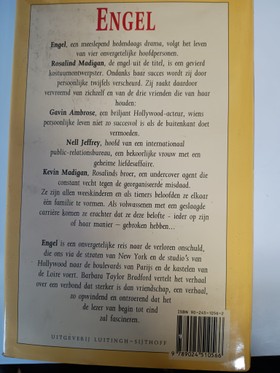 ENGEL
Engel, een meeslepend hedendaags drama, volgt het leven
van vier onvergetelijke hoofdpersonen.
Rosalind Madigan, de engel uit de titel, is een gevierd
kostuumontwerpster. Ondanks haar succes wordt zij door
persoonlijke twijfels verscheurd. Zij raakt daardoor
vervreemd van zichzelf en van de drie vrienden die van haar
houden:
Gavin Ambrose, een briljant Hollywood-acteur, wiens
persoonlijke leven niet zo succesvol is als de buitenkant doet
vermoeden.
Nell Jeffrey, hoofd van een internationaal
public-relationsbureau, een bekoorlijke vrouw met een
geheime liefdesaffaire.
Kevin Madigan, Rosalinds broer, een undercover agent die
constant vecht tegen de georganiseerde misdaad.
Ze zijn allen weeskinderen en als tieners beloofden ze elkaar
één familie te vormen. Als volwassenen met een geslaagde
carrière komen ze erachter dat ze deze belofte - ieder op zijn
of haar manier - gebroken hebben...
Engel is een onvergetelijke reis naar de verloren onschuld,
die ons via de straten van New York en de studio's van
Hollywood naar de boulevards van Parijs en de kastelen van
de Loire voert. Barbara Taylor Bradford vertelt het verhaal
over een verbond dat sterker is dan vriendschap, een verhaal,
zo opwindend en ontroerend dat het
de lezer van begin tot eind
zal fascineren.
UITGEVERIJ LUITINGH-SIJTHOFF
9789024510566